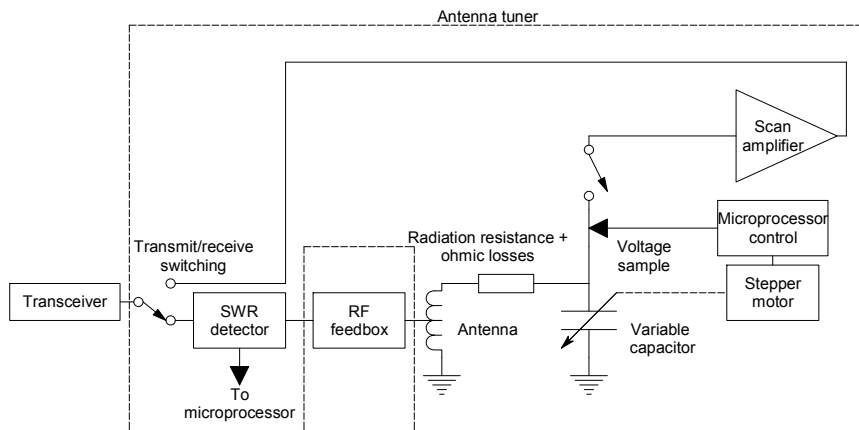 Antenna tuner
Scan
amplifier
Radiation resistance +
ohmic losses
Voltage
sample
Microprocessor
control
Transmit/receive
switching
Transceiver
SWR
detector
RF
feedbox
Antenna
Variable
capacitor
Stepper
motor
To
microprocessor